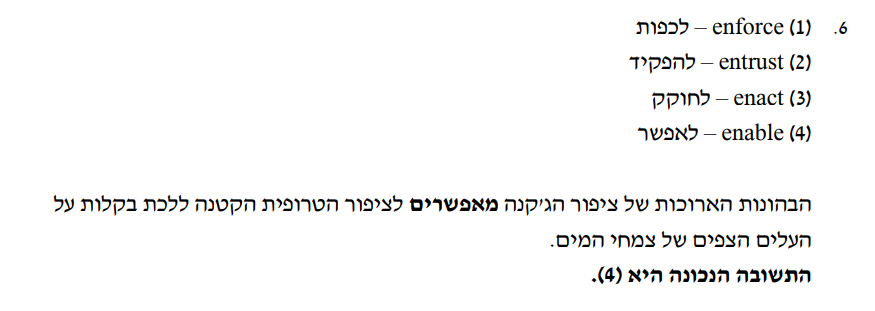 6. (1) enforce – לכפות
(2) entrust – להפקיד
(3) enact – לחוקק
(4) enable – לאפשר
הבהונות הארוכות של ציפור הג'קנה מאפשרים לציפור הטרופית הקטנה ללכת בקלות על
העלים הצפים של צמחי המים.
התשובה הנכונה היא (4).